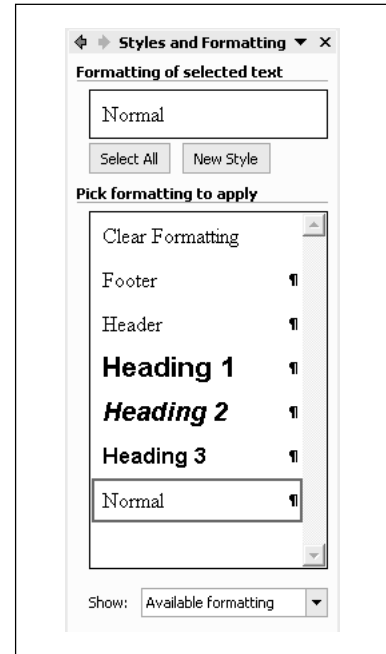 Styles and Formatting
Formatting of selected text
Normal
Select All New Style
Pick formatting to apply
Clear Formatting
Footer ¶
Header ¶
Heading 1 ¶
Heading 2 ¶
Heading 3 ¶
Normal ¶
Show: Available formatting